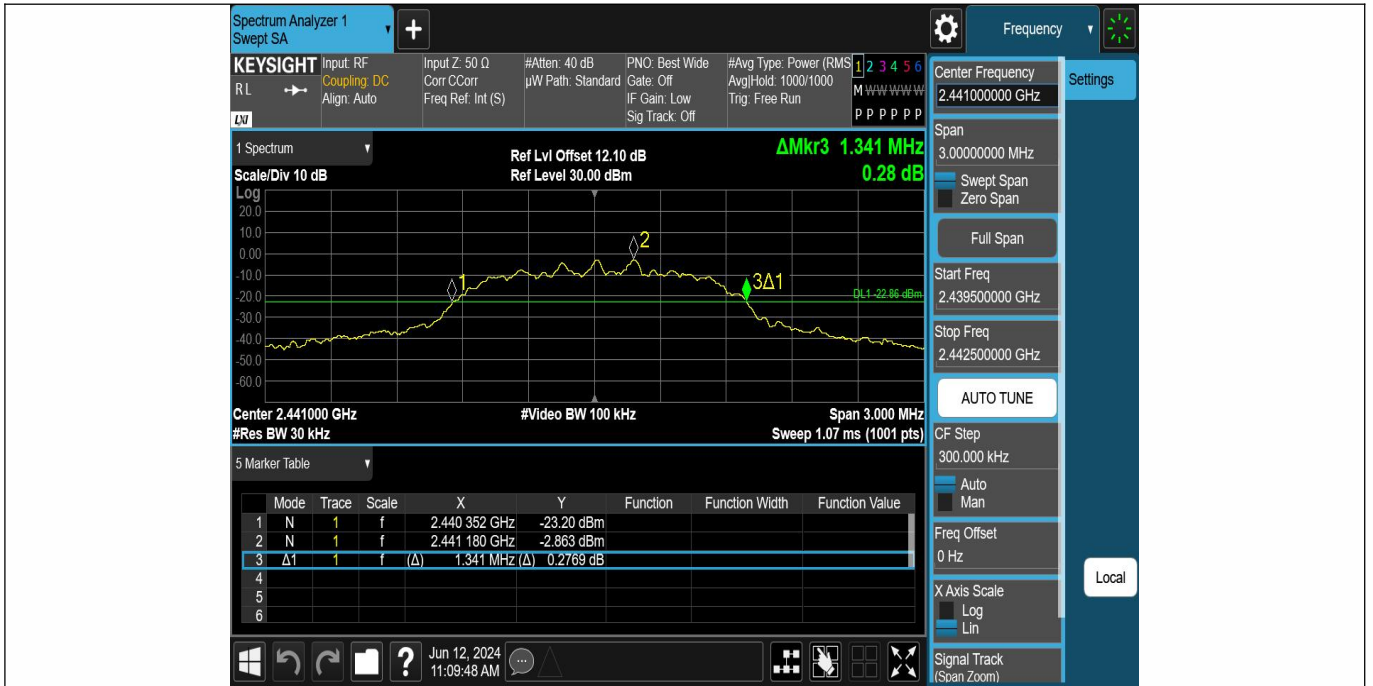 Spectrum Analyzer 1
Swept SA
+
Frequency
KEYSIGHT
R L
LXI
Input: RF
Coupling: DC
Align: Auto
Input Z: 50 Ω
Corr CCorr
Freq Ref: Int (S)
#Atten: 40 dB
µW Path: Standard
PNO: Best Wide
Gate: Off
IF Gain: Low
Sig Track: Off
#Avg Type: Power (RMS
Avg|Hold: 1000/1000
Trig: Free Run
1 2 3 4 5 6
M W W W W W
P P P P P P
1 Spectrum
Scale/Div 10 dB
Ref Lvl Offset 12.10 dB
Ref Level 30.00 dBm
ΔMkr3 1.341 MHz
0.28 dB
Log
20.0
10.0
0.00
-10.0
-20.0
-30.0
-40.0
-50.0
-60.0
1
2
3Δ1
DL1 -22.86 dBm
Center 2.441000 GHz
#Video BW 100 kHz
Span 3.000 MHz
#Res BW 30 kHz
Sweep 1.07 ms (1001 pts)
5 Marker Table
Mode Trace Scale X Y Function Function Width Function Value
1 N 1 f 2.440 352 GHz -23.20 dBm
2 N 1 f 2.441 180 GHz -2.863 dBm
3 Δ1 1 f (Δ) 1.341 MHz (Δ) 0.2769 dB
4
5
6
?
Jun 12, 2024
11:09:48 AM
Center Frequency
2.441000000 GHz
Settings
Span
3.00000000 MHz
Swept Span
Zero Span
Full Span
Start Freq
2.439500000 GHz
Stop Freq
2.442500000 GHz
AUTO TUNE
CF Step
300.000 kHz
Auto
Man
Freq Offset
0 Hz
X Axis Scale
Log
Lin
Signal Track
(Span Zoom)
Local